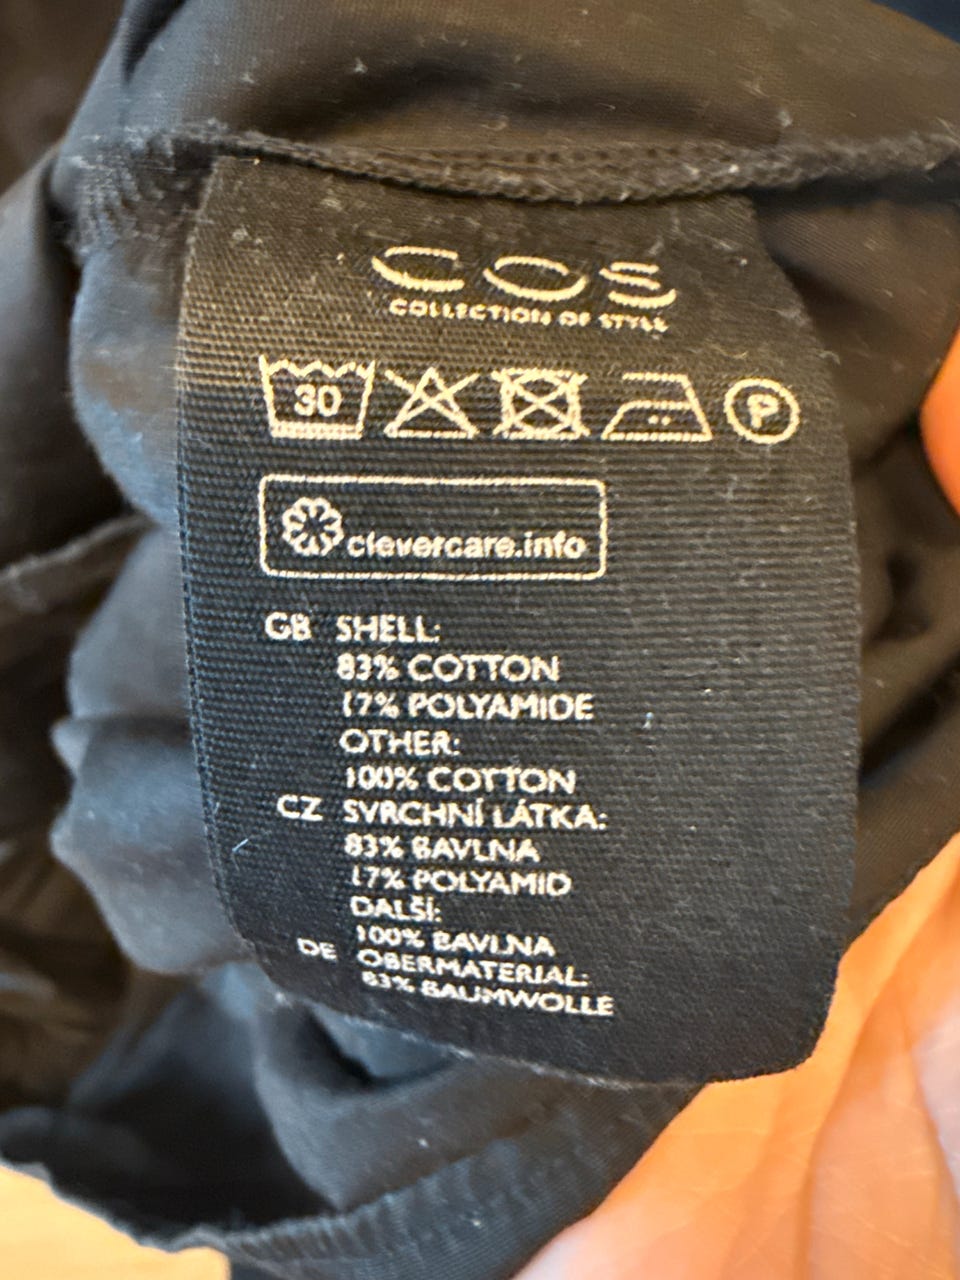 COS
COLLECTION OF STYLE
30 P
clevercare.info
GB SHELL:
83% COTTON
17% POLYAMIDE
OTHER:
100% COTTON
CZ SVRCHNÍ LÁTKA:
83% BAVLNA
17% POLYAMID
DALŠÍ:
100% BAVLNA
DE OBERMATERIAL:
83% BAUMWOLLE